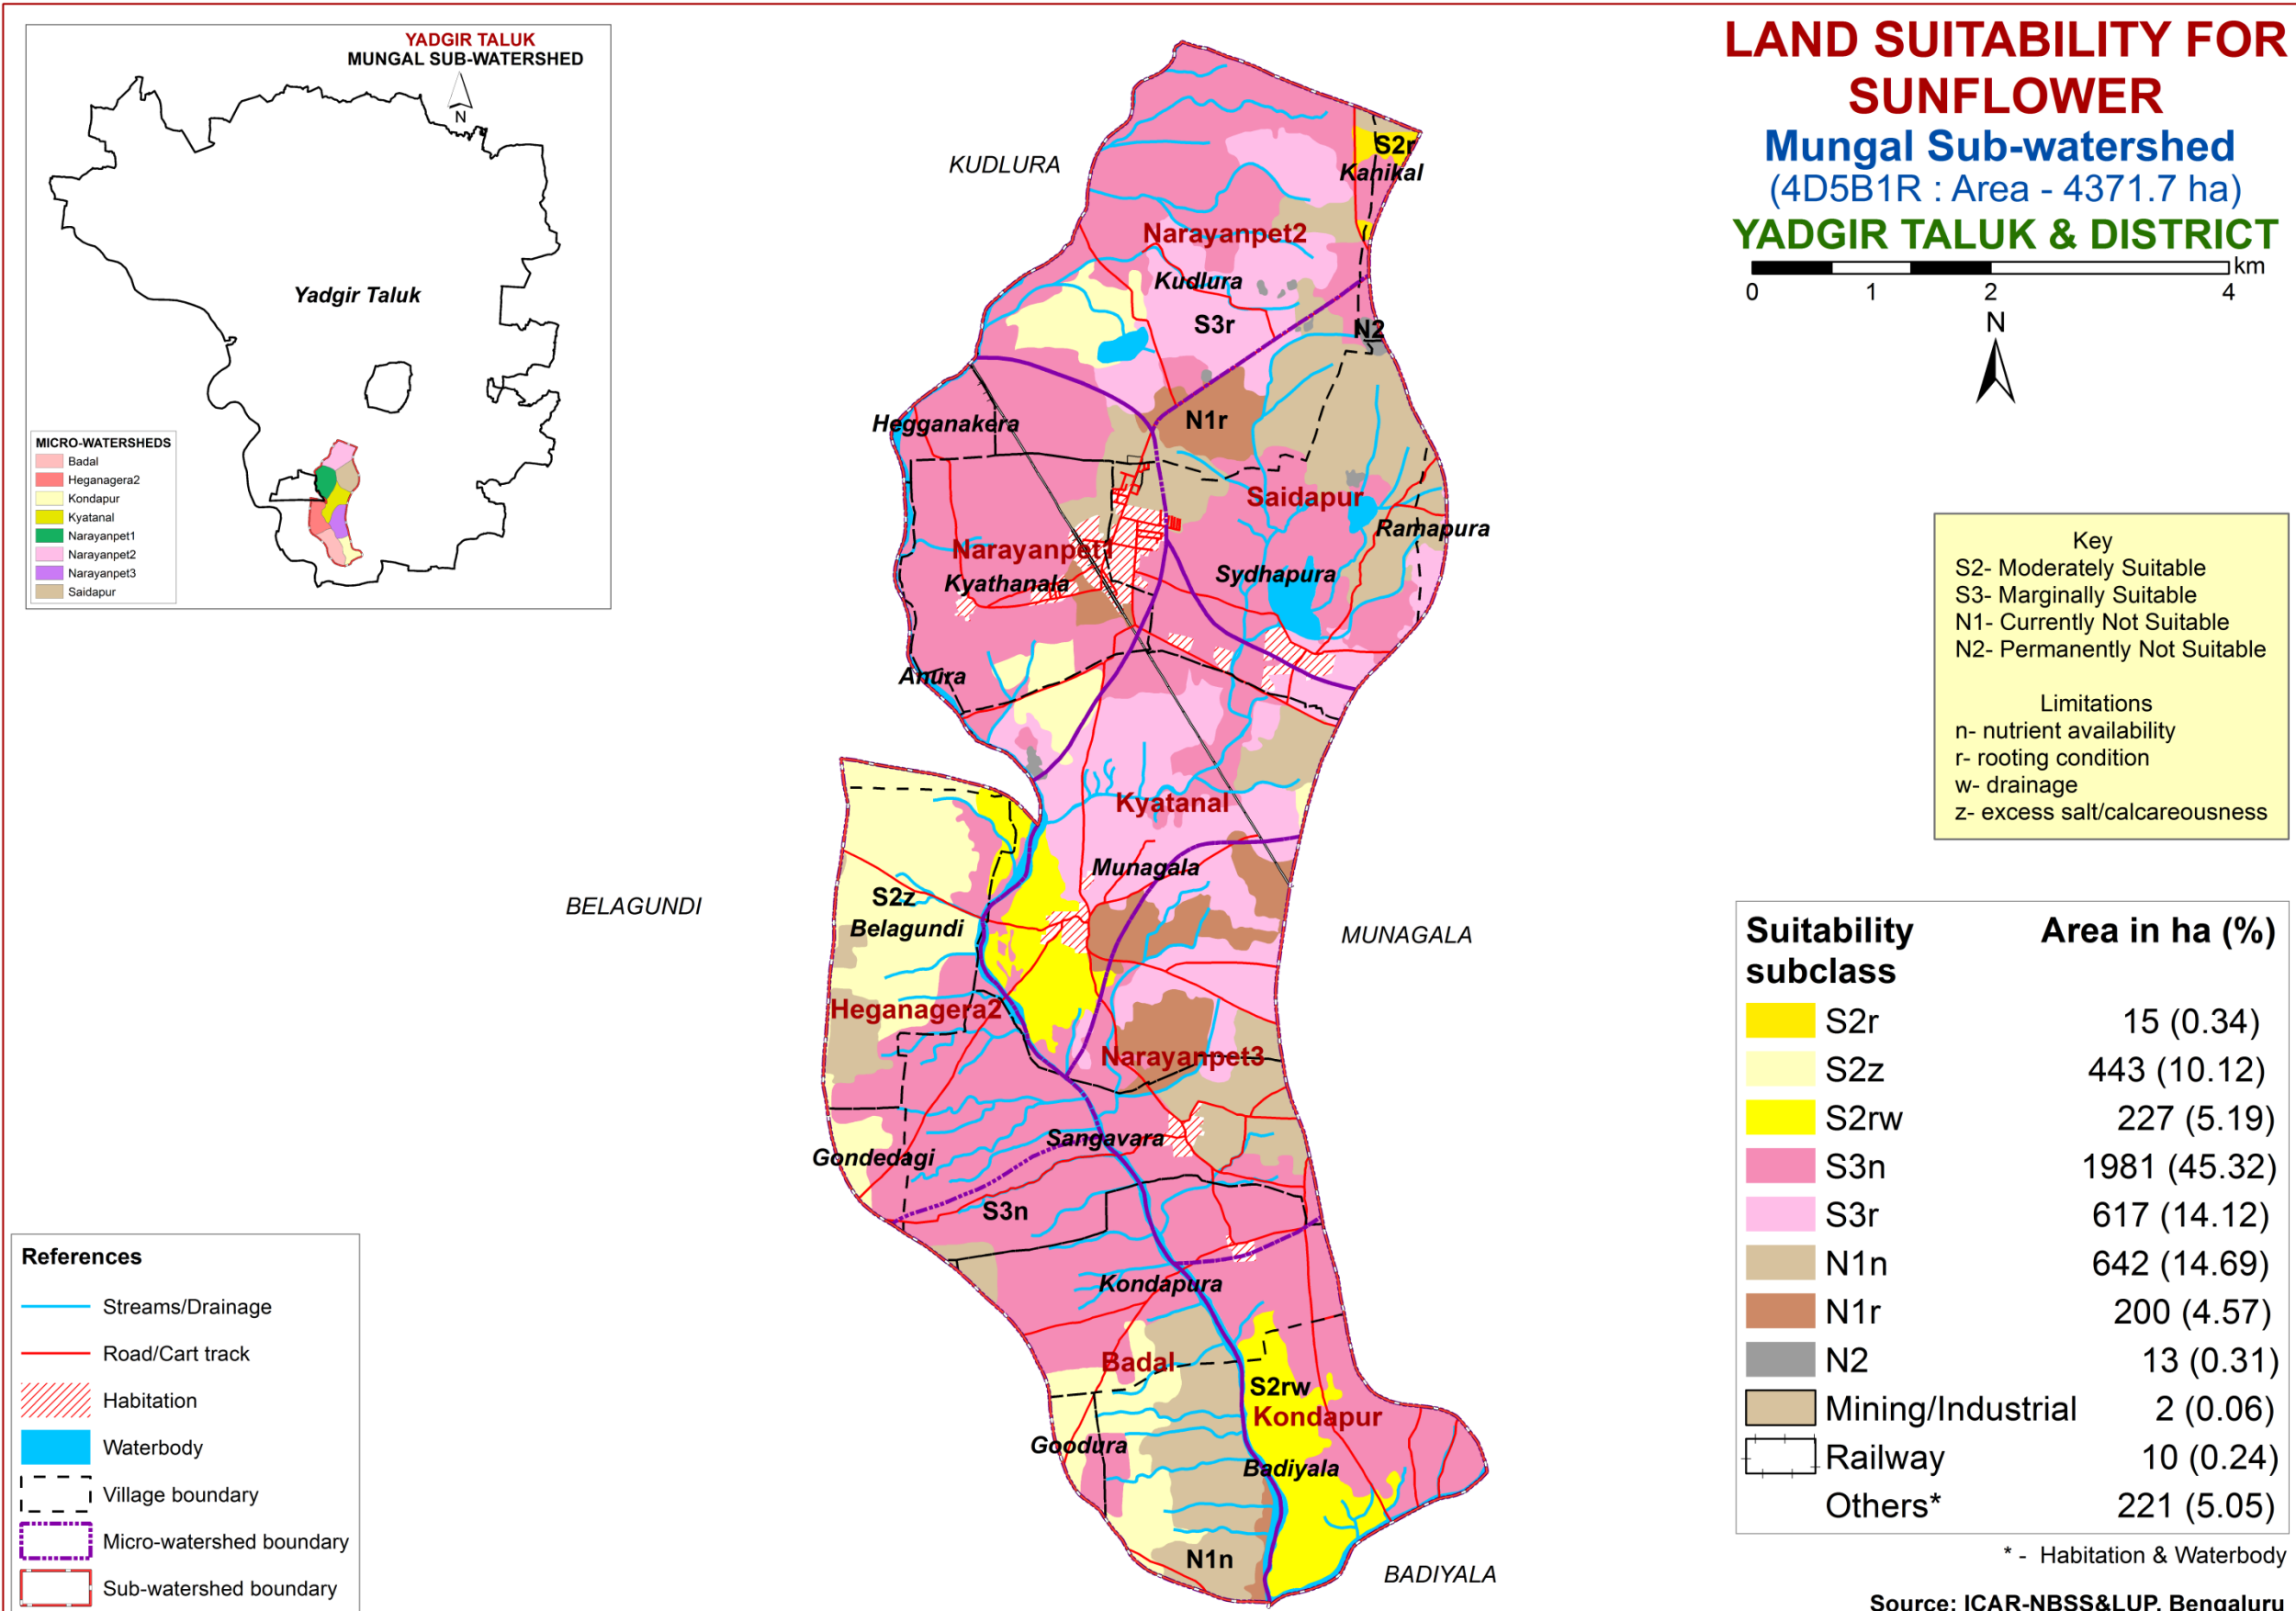 YADGIR TALUK
MUNGAL SUB-WATERSHED
N
Yadgir Taluk
MICRO-WATERSHEDS
Badal
Heganagera2
Kondapur
Kyatanal
Narayanpet1
Narayanpet2
Narayanpet3
Saidapur
LAND SUITABILITY FOR
SUNFLOWER
Mungal Sub-watershed
(4D5B1R : Area - 4371.7 ha)
YADGIR TALUK & DISTRICT
km
0 1 2 4
N
KUDLURA
S2r
Kanikal
Narayanpet2
Kudlura
S3r
N2
Hegganakera
N1r
Saidapur
Ramapura
Narayanpet1
Kyathanala
Sydhapura
Anura
Kyatanal
Munagala
S2z
Belagundi
BELAGUNDI
MUNAGALA
Heganagera2
Narayanpet3
Sangavara
Gondedagi
S3n
Kondapura
Badal
S2rw
Kondapur
Goodura
Badiyala
N1n
BADIYALA
Key
S2- Moderately Suitable
S3- Marginally Suitable
N1- Currently Not Suitable
N2- Permanently Not Suitable
Limitations
n- nutrient availability
r- rooting condition
w- drainage
z- excess salt/calcareousness
Suitability subclass Area in ha (%)
S2r 15 (0.34)
S2z 443 (10.12)
S2rw 227 (5.19)
S3n 1981 (45.32)
S3r 617 (14.12)
N1n 642 (14.69)
N1r 200 (4.57)
N2 13 (0.31)
Mining/Industrial 2 (0.06)
Railway 10 (0.24)
Others* 221 (5.05)
* - Habitation & Waterbody
Source: ICAR-NBSS&LUP, Bengaluru
References
Streams/Drainage
Road/Cart track
Habitation
Waterbody
Village boundary
Micro-watershed boundary
Sub-watershed boundary